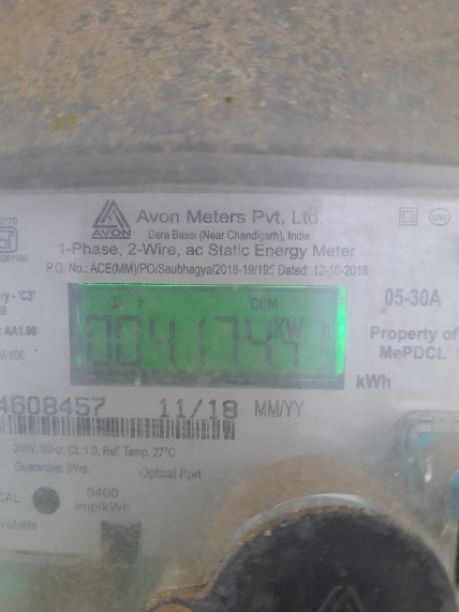 AVON
Avon Meters Pvt. Ltd.
Dera Bassi (Near Chandigarh), India
1-Phase, 2-Wire, ac Static Energy Meter
P.O. No.: ACE(MM)/PO/Saubhagya/2018-19/195 Dated: 12-10-2018
05-30A
CUM
KW h
Property of
MePDCL
kWh
4608457 11/18 MM/YY
240V, 50Hz, CL:1.0, Ref. Temp. 27°C
Guarantee: 5Yrs. Optical Port
6400
imp/kWh
AVON